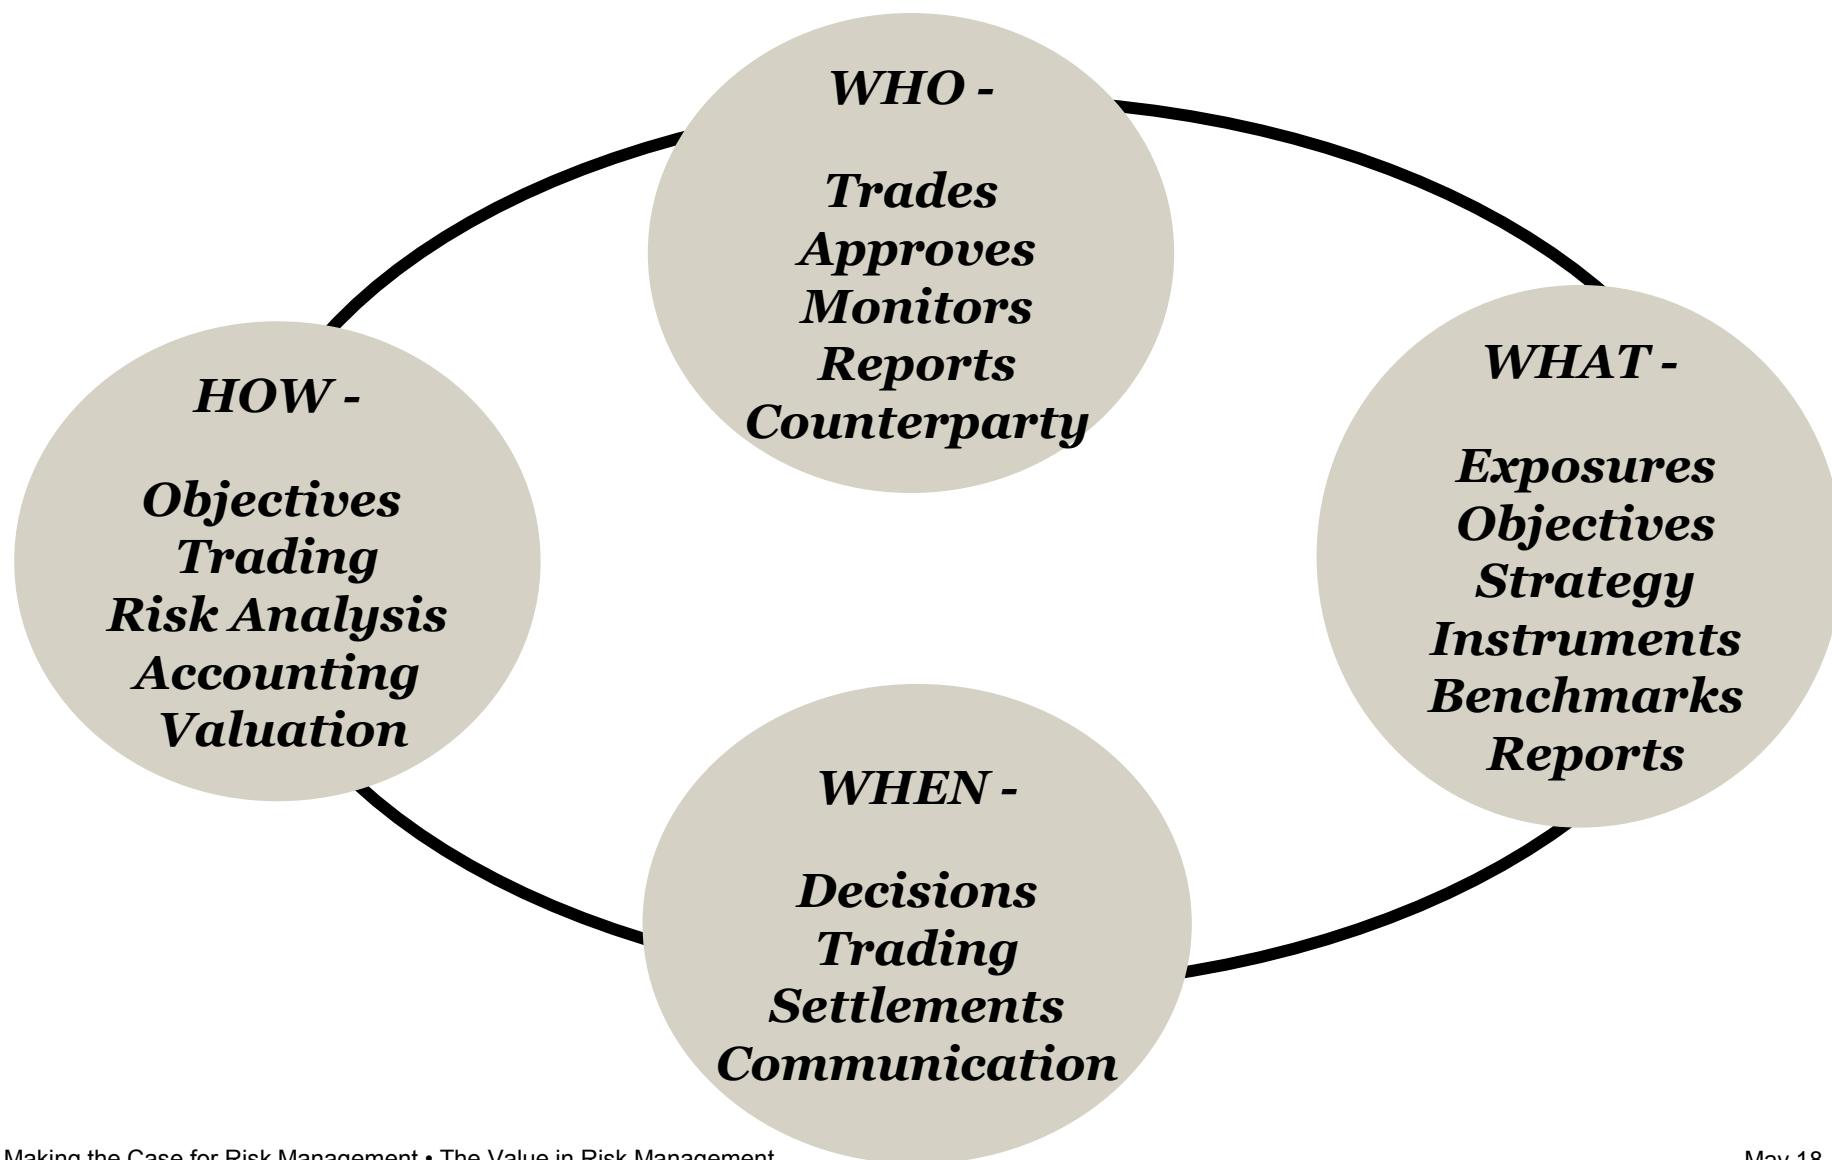 WHO -
Trades
Approves
Monitors
Reports
Counterparty
WHAT -
Exposures
Objectives
Strategy
Instruments
Benchmarks
Reports
HOW -
Objectives
Trading
Risk Analysis
Accounting
Valuation
WHEN -
Decisions
Trading
Settlements
Communication
Making the Case for Risk Management • The Value in Risk Management
May 18